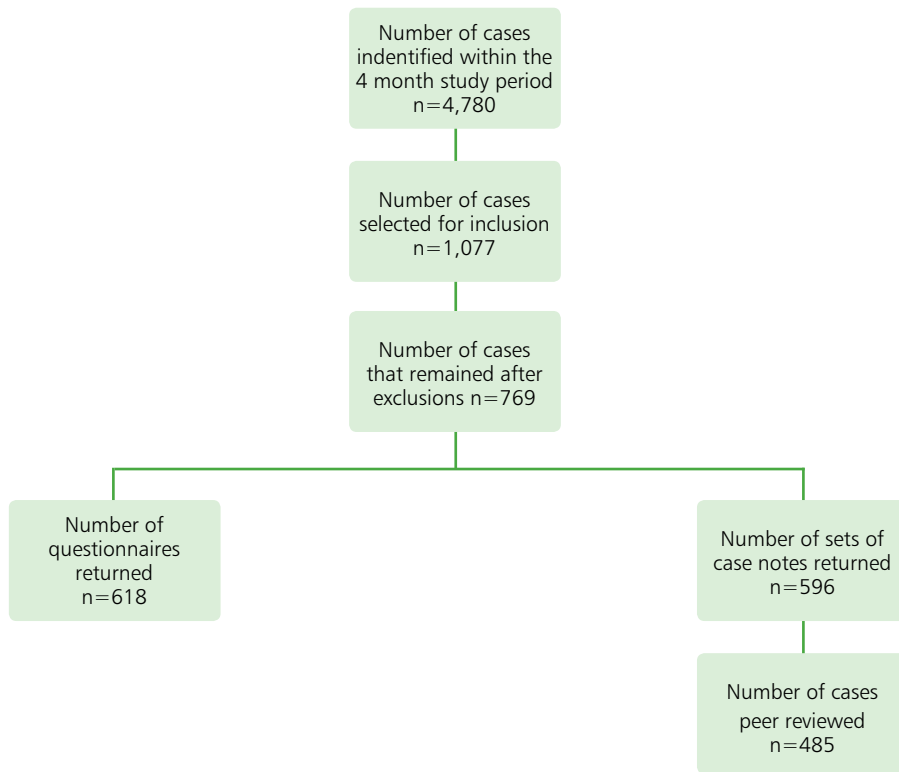 Number of cases
indentified within the
4 month study period
n=4,780
Number of cases
selected for inclusion
n=1,077
Number of cases
that remained after
exclusions n=769
Number of
questionnaires
returned
n=618
Number of sets of
case notes returned
n=596
Number of cases
peer reviewed
n=485